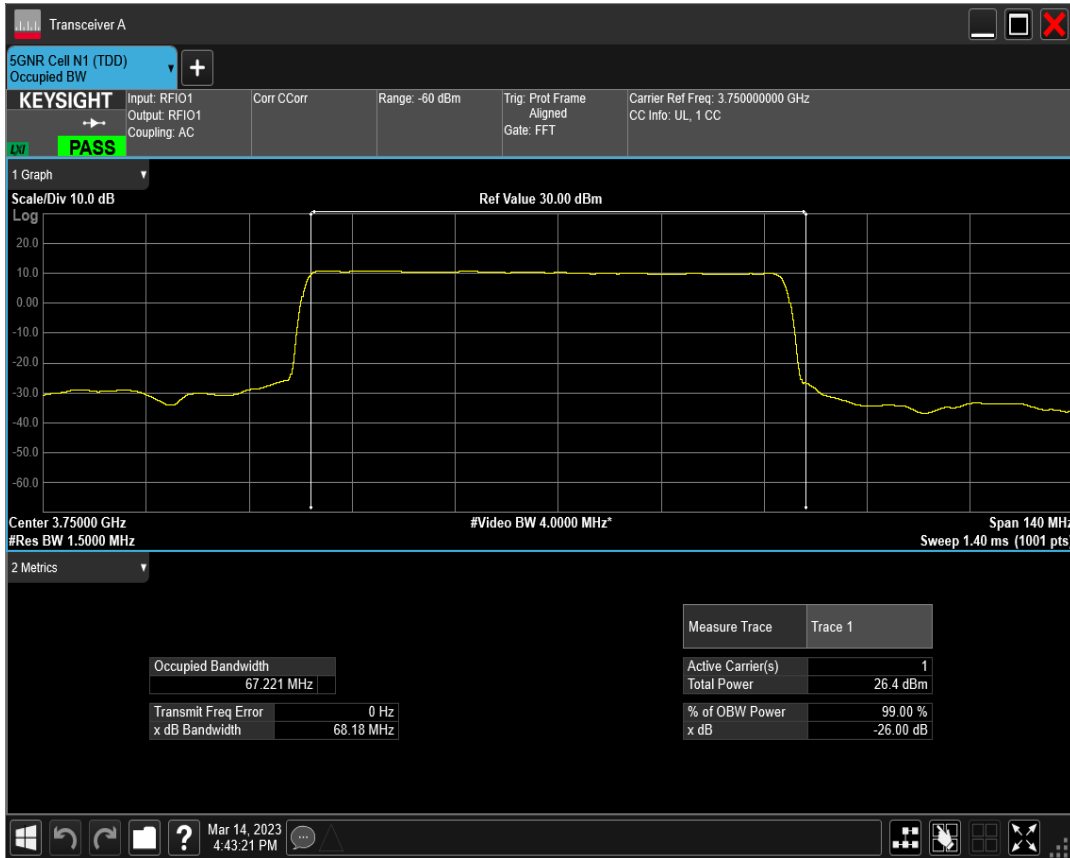 Transceiver A
5GNR Cell N1 (TDD)
Occupied BW
+
KEYSIGHT
LXI
PASS
Input: RFIO1
Output: RFIO1
Coupling: AC
Corr CCorr
Range: -60 dBm
Trig: Prot Frame
Aligned
Gate: FFT
Carrier Ref Freq: 3.750000000 GHz
CC Info: UL, 1 CC
1 Graph
Scale/Div 10.0 dB
Ref Value 30.00 dBm
Log
20.0
10.0
0.00
-10.0
-20.0
-30.0
-40.0
-50.0
-60.0
Center 3.75000 GHz
#Video BW 4.0000 MHz*
Span 140 MHz
#Res BW 1.5000 MHz
Sweep 1.40 ms (1001 pts)
2 Metrics
Measure Trace Trace 1
Occupied Bandwidth
67.221 MHz
Active Carrier(s) 1
Total Power 26.4 dBm
Transmit Freq Error 0 Hz
x dB Bandwidth 68.18 MHz
% of OBW Power 99.00 %
x dB -26.00 dB
?
Mar 14, 2023
4:43:21 PM